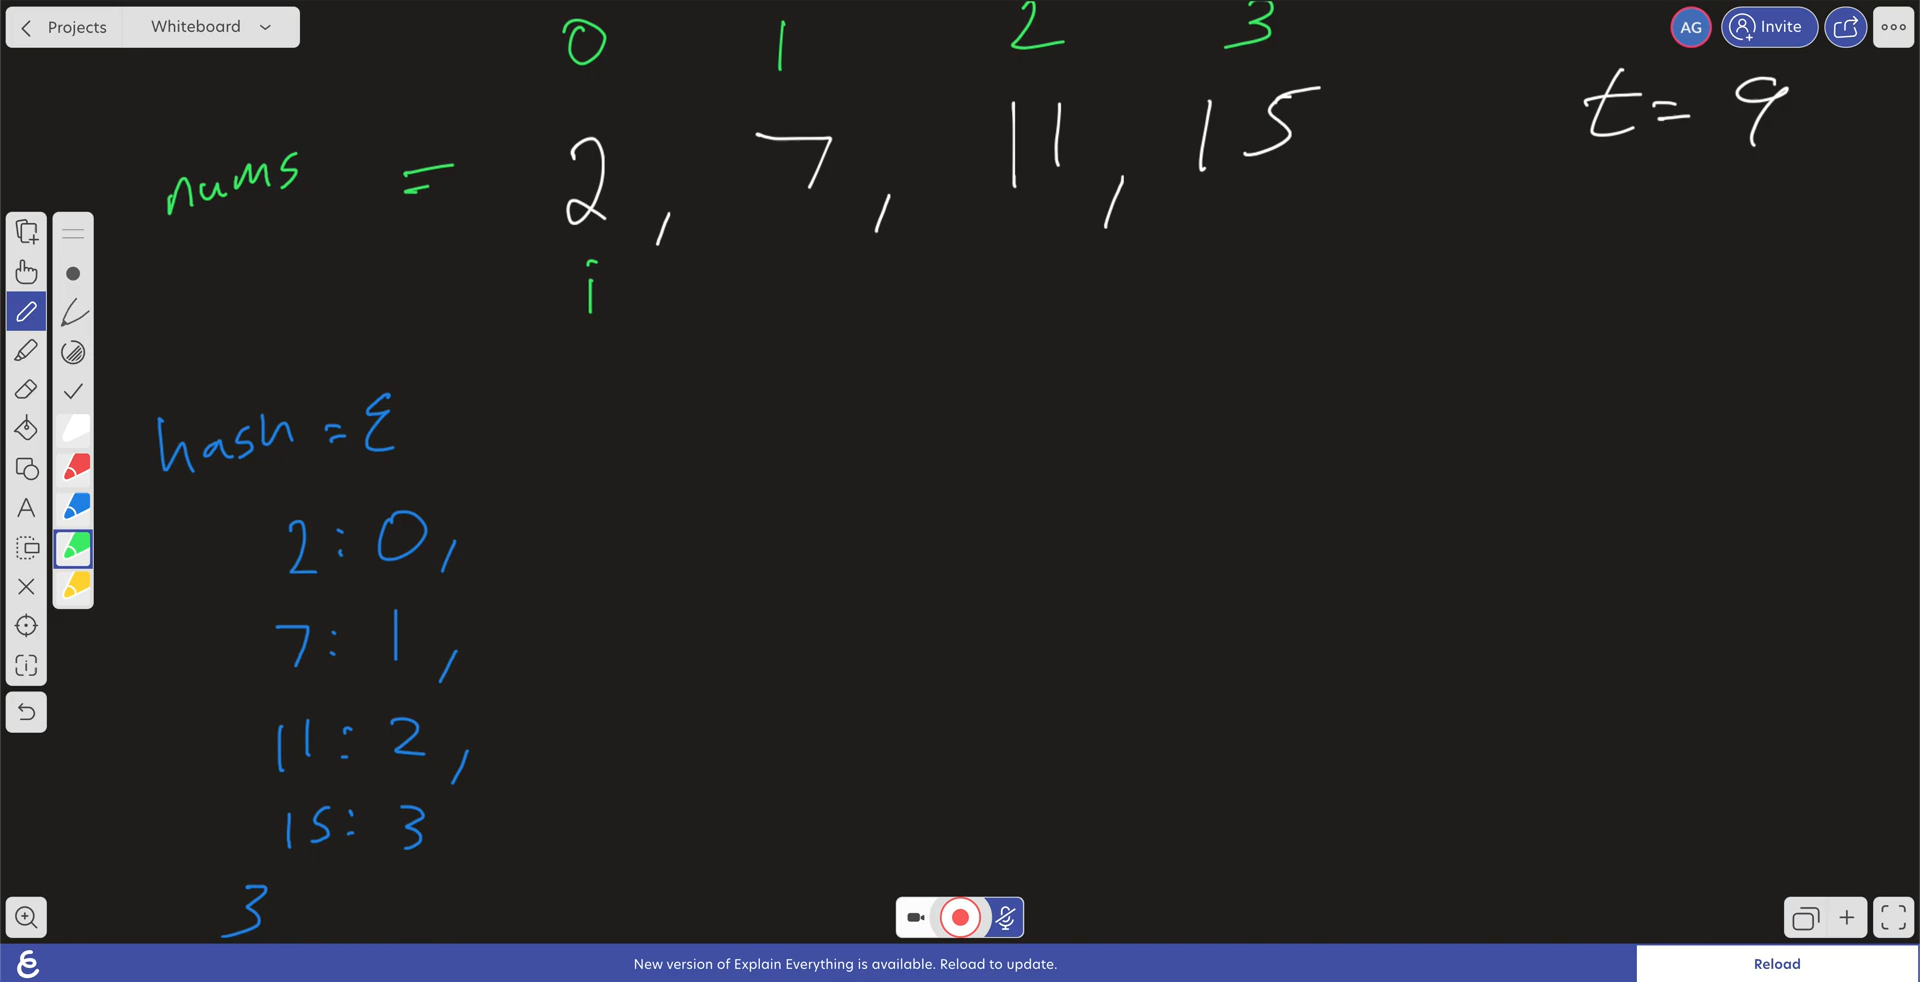 Projects Whiteboard
AG Invite
0 1 2 3
t = 9
nums = 2, 7, 11, 15
i
hash = {
2: 0,
7: 1,
11: 2,
15: 3
}
A
New version of Explain Everything is available. Reload to update.
Reload